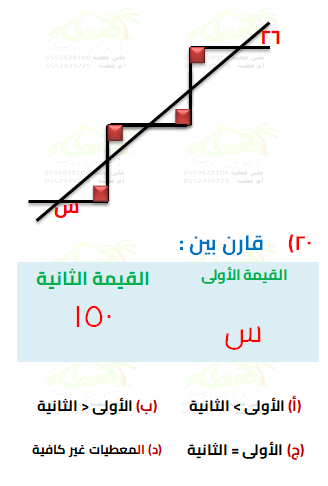 ٢٦
س
٢٠) قارن بين :
القيمة الأولى
القيمة الثانية
س
١٥٠
(أ) الأولى > الثانية
(ب) الأولى < الثانية
(ج) الأولى = الثانية
(د) المعطيات غير كافية